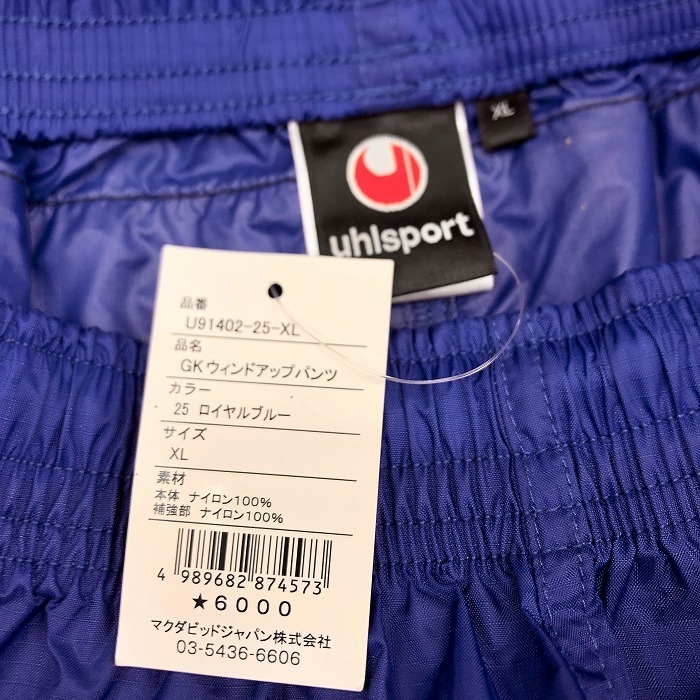 XL
uhlsport
品番
U91402-25-XL
品名
GKウィンドアップパンツ
カラー
25 ロイヤルブルー
サイズ
XL
素材
本体 ナイロン100%
補強部 ナイロン100%
4 989682 874573
★6000
マクダビッドジャパン株式会社
03-5436-6606